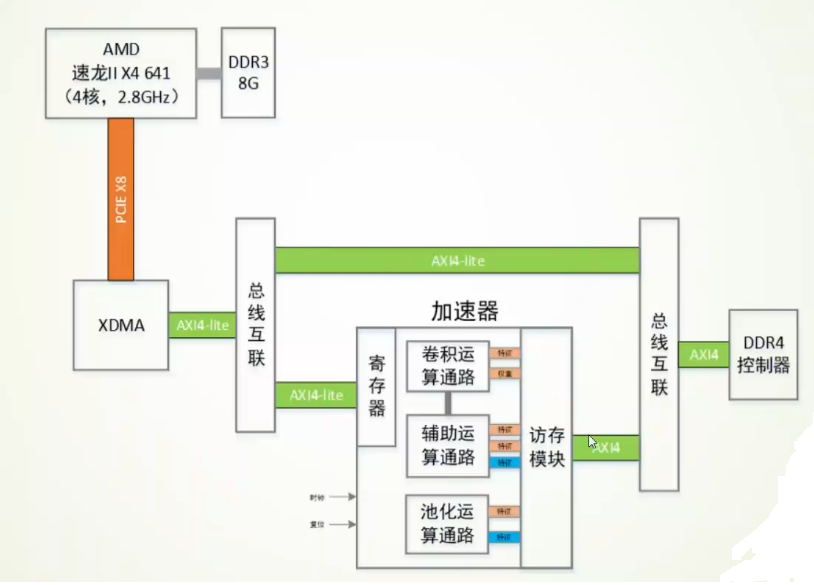 AMD
速龙II X4 641
（4核，2.8GHz）
DDR3
8G
PCIE X8
XDMA
AXI4-lite
总线互联
AXI4-lite
AXI4-lite
加速器
寄存器
卷积运
算通路
特征
权重
辅助运
算通路
特征
特征
特征
池化运
算通路
特征
特征
访存
模块
时钟
复位
AXI4
总线互联
AXI4
DDR4
控制器